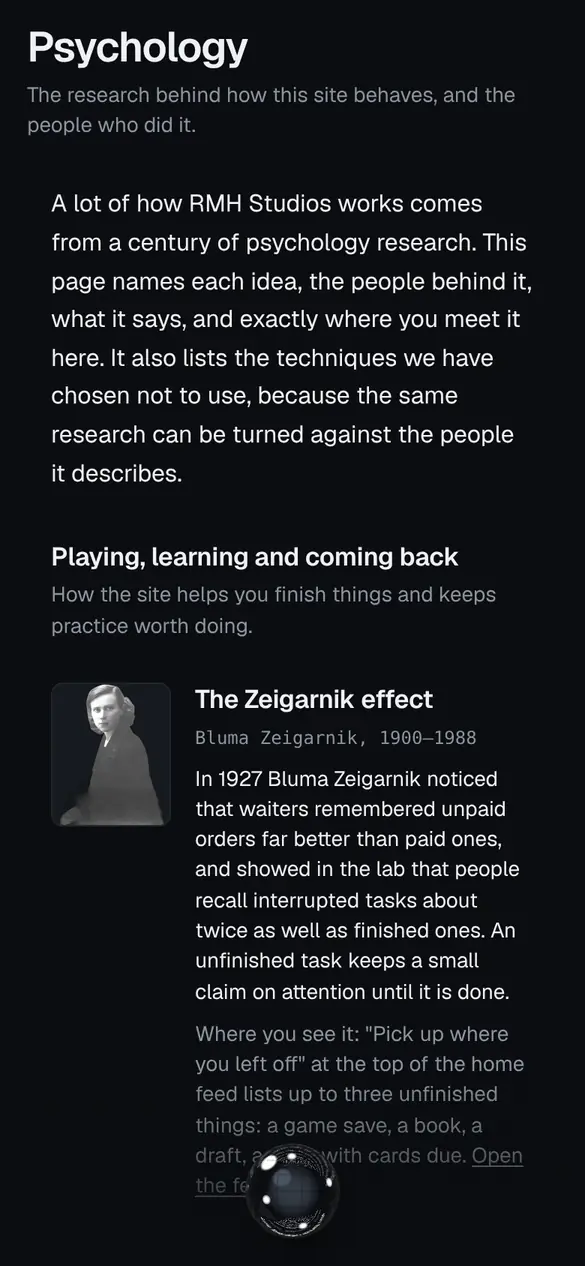 Psychology
The research behind how this site behaves, and the
people who did it.
A lot of how RMH Studios works comes
from a century of psychology research. This
page names each idea, the people behind it,
what it says, and exactly where you meet it
here. It also lists the techniques we have
chosen not to use, because the same
research can be turned against the people
it describes.
Playing, learning and coming back
How the site helps you finish things and keeps
practice worth doing.
The Zeigarnik effect
Bluma Zeigarnik, 1900–1988
In 1927 Bluma Zeigarnik noticed
that waiters remembered unpaid
orders far better than paid ones,
and showed in the lab that people
recall interrupted tasks about
twice as well as finished ones. An
unfinished task keeps a small
claim on attention until it is done.
Where you see it: "Pick up where
you left off" at the top of the home
feed lists up to three unfinished
things: a game save, a book, a
draft, with cards due. Open
the